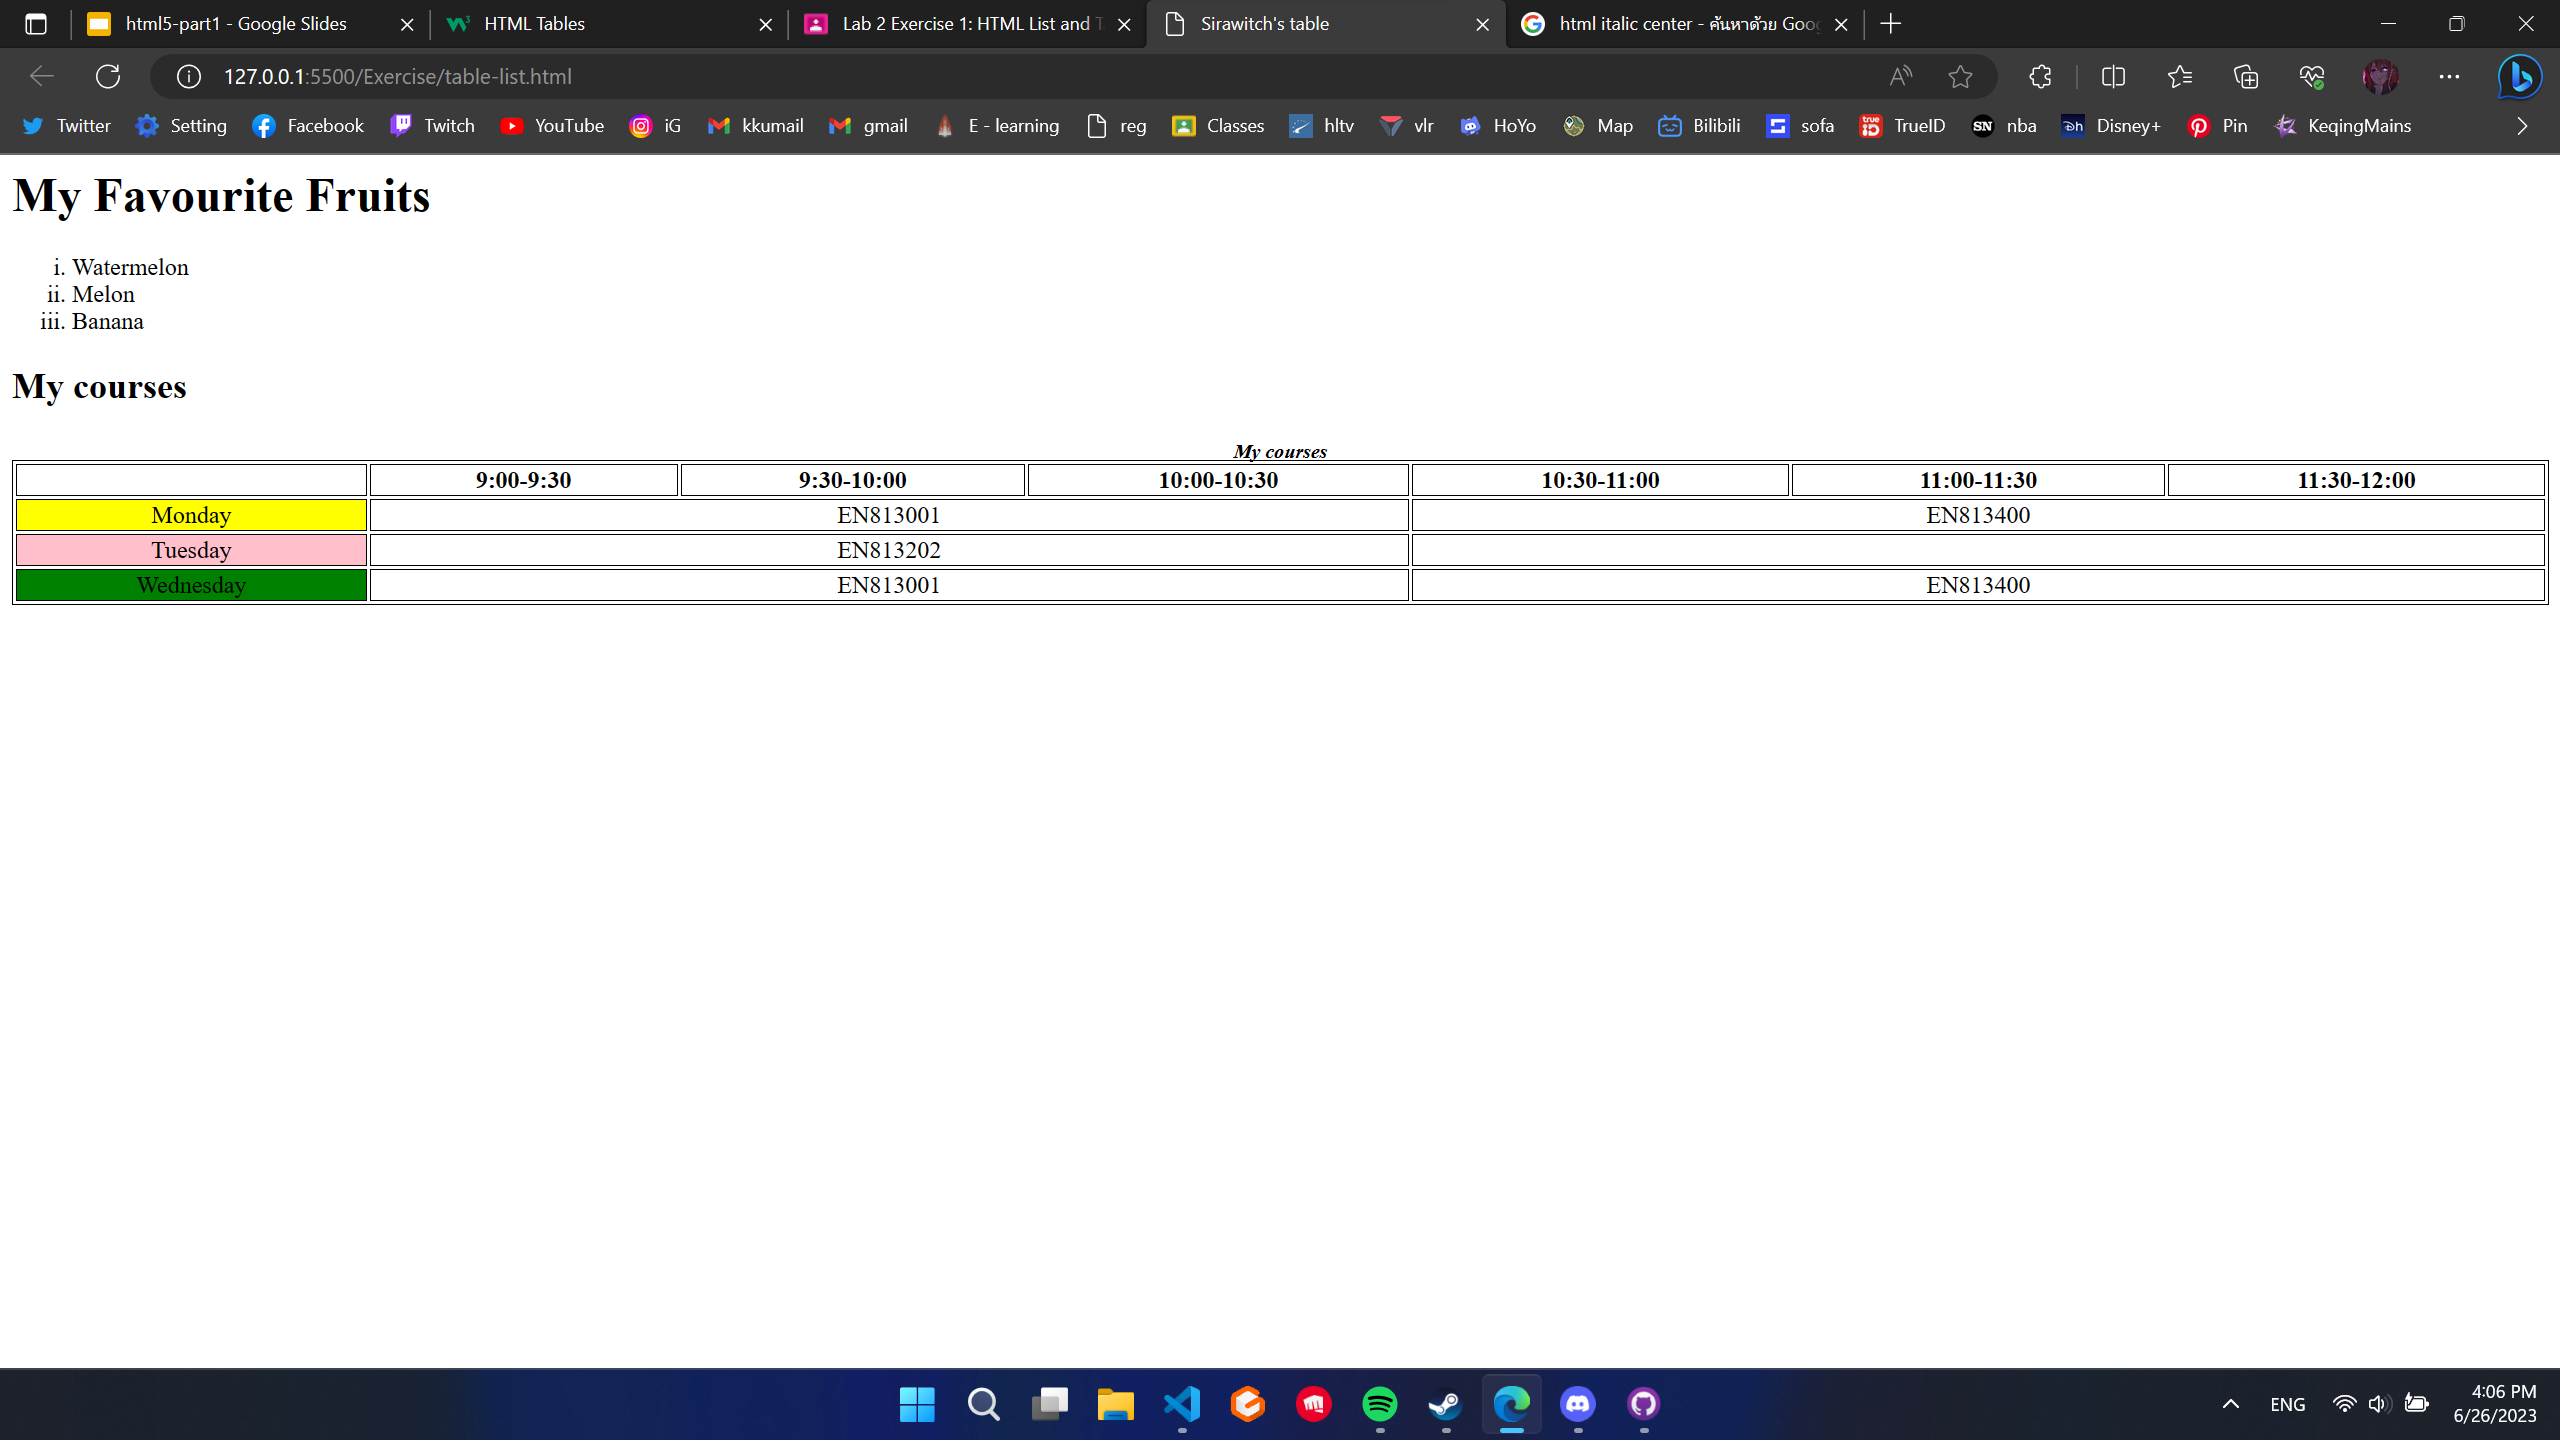 html5-part1 - Google Slides
HTML Tables
Lab 2 Exercise 1: HTML List and T
Sirawitch's table
html italic center - ค้นหาด้วย Goo
127.0.0.1:5500/Exercise/table-list.html
Twitter Setting Facebook Twitch YouTube iG kkumail gmail E - learning reg Classes hltv vlr HoYo Map Bilibili sofa TrueID nba Disney+ Pin KeqingMains
My Favourite Fruits
i. Watermelon
ii. Melon
iii. Banana
My courses
My courses
9:00-9:30 9:30-10:00 10:00-10:30 10:30-11:00 11:00-11:30 11:30-12:00
Monday EN813001 EN813400
Tuesday EN813202
Wednesday EN813001 EN813400
ENG
4:06 PM
6/26/2023